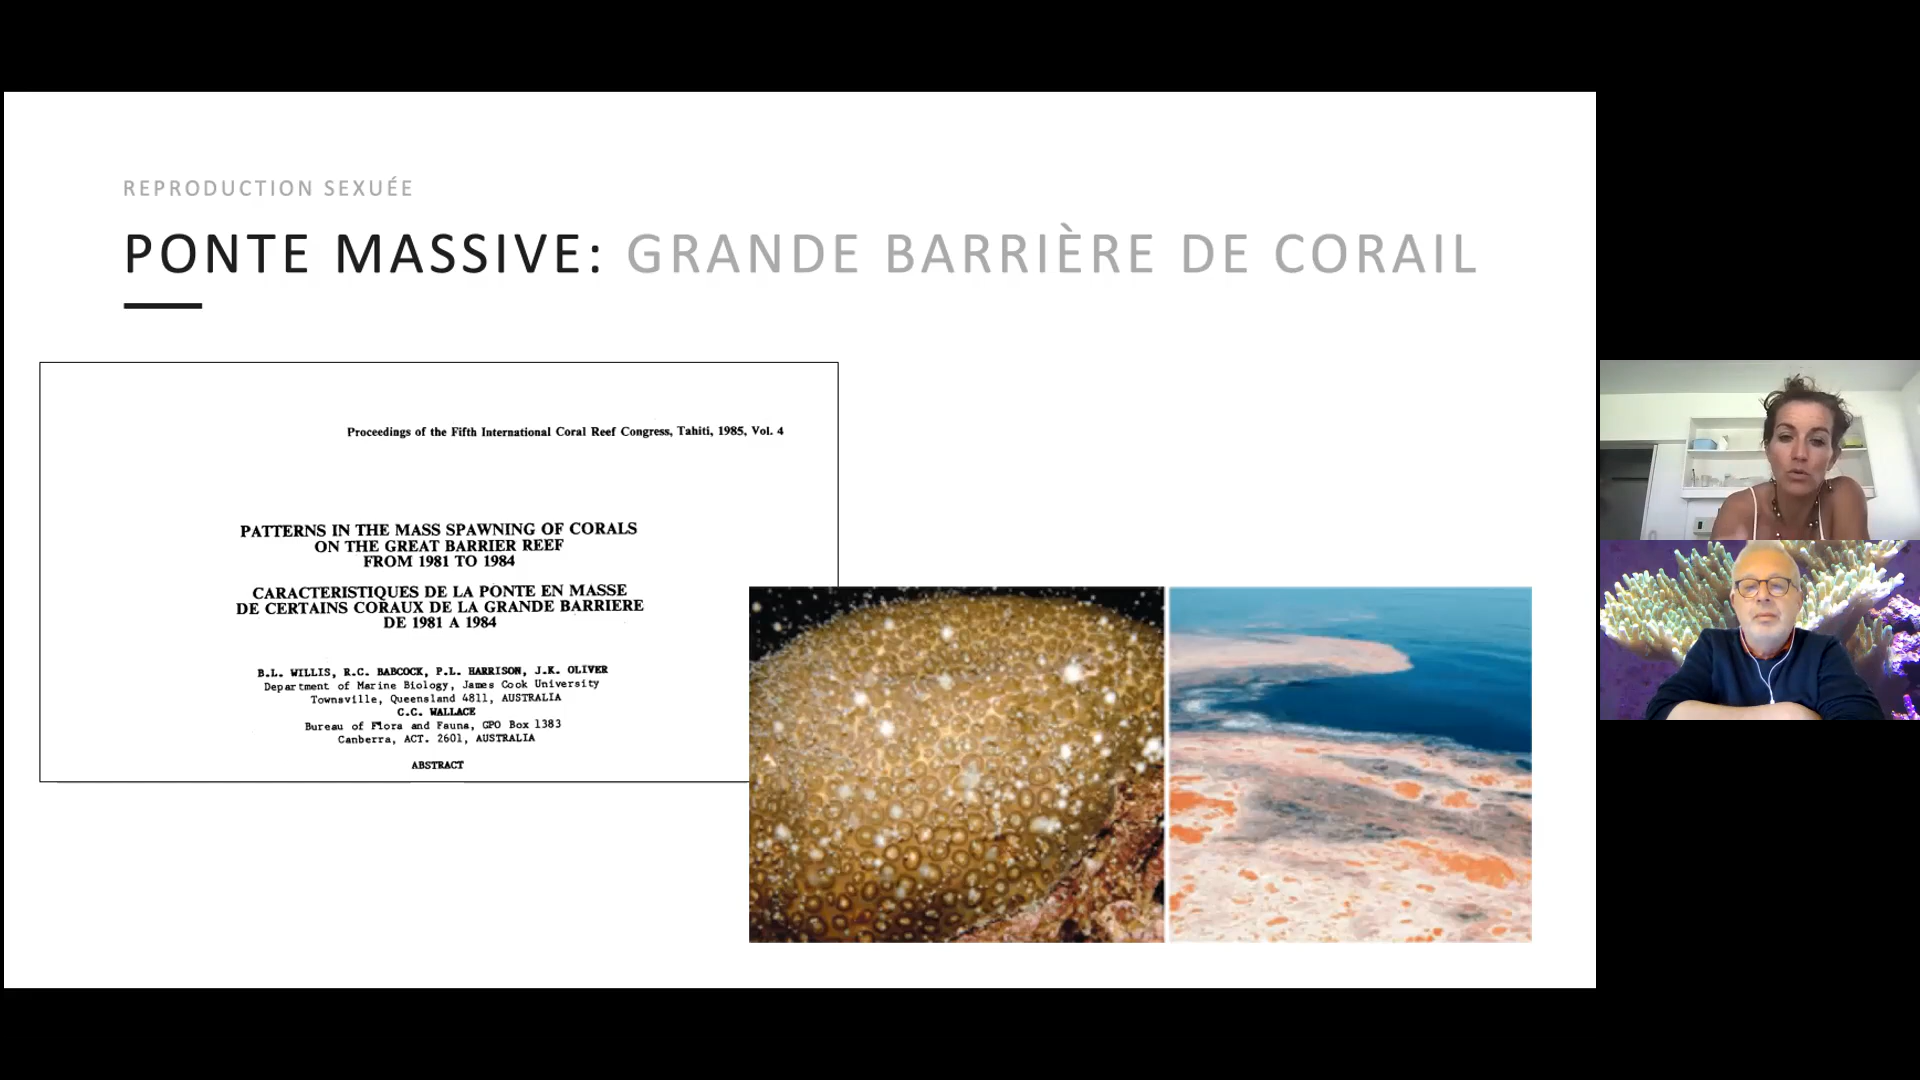 REPRODUCTION SEXUÉE
PONTE MASSIVE: GRANDE BARRIÈRE DE CORAIL
Proceedings of the Fifth International Coral Reef Congress, Tahiti, 1985, Vol. 4
PATTERNS IN THE MASS SPAWNING OF CORALS
ON THE GREAT BARRIER REEF
FROM 1981 TO 1984
CARACTERISTIQUES DE LA PONTE EN MASSE
DE CERTAINS CORAUX DE LA GRANDE BARRIERE
DE 1981 A 1984
B.L. WILLIS, R.C. BABCOCK, P.L. HARRISON, J.K. OLIVER
Department of Marine Biology, James Cook University
Townsville, Queensland 4811, AUSTRALIA
C.C. WALLACE
Bureau of Flora and Fauna, GPO Box 1383
Canberra, ACT. 2601, AUSTRALIA
ABSTRACT